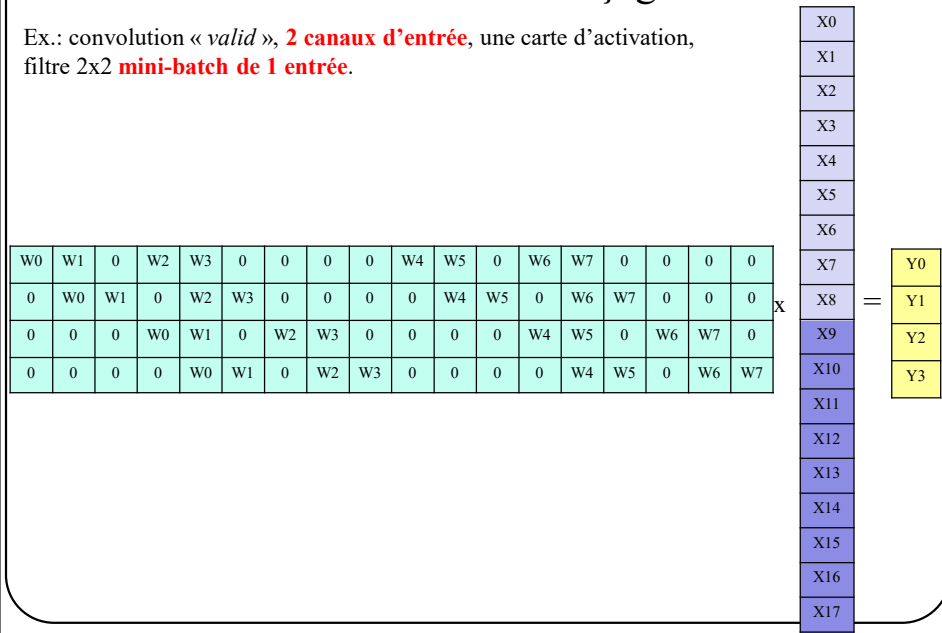 Ex.: convolution « valid », 2 canaux d'entrée, une carte d'activation,
filtre 2x2 mini-batch de 1 entrée.
W0 W1 0 W2 W3 0 0 0 0 W4 W5 0 W6 W7 0 0 0 0
0 W0 W1 0 W2 W3 0 0 0 0 W4 W5 0 W6 W7 0 0 0
0 0 0 W0 W1 0 W2 W3 0 0 0 0 W4 W5 0 W6 W7 0
0 0 0 0 W0 W1 0 W2 W3 0 0 0 0 W4 W5 0 W6 W7
x
X0
X1
X2
X3
X4
X5
X6
X7
X8
X9
X10
X11
X12
X13
X14
X15
X16
X17
=
Y0
Y1
Y2
Y3